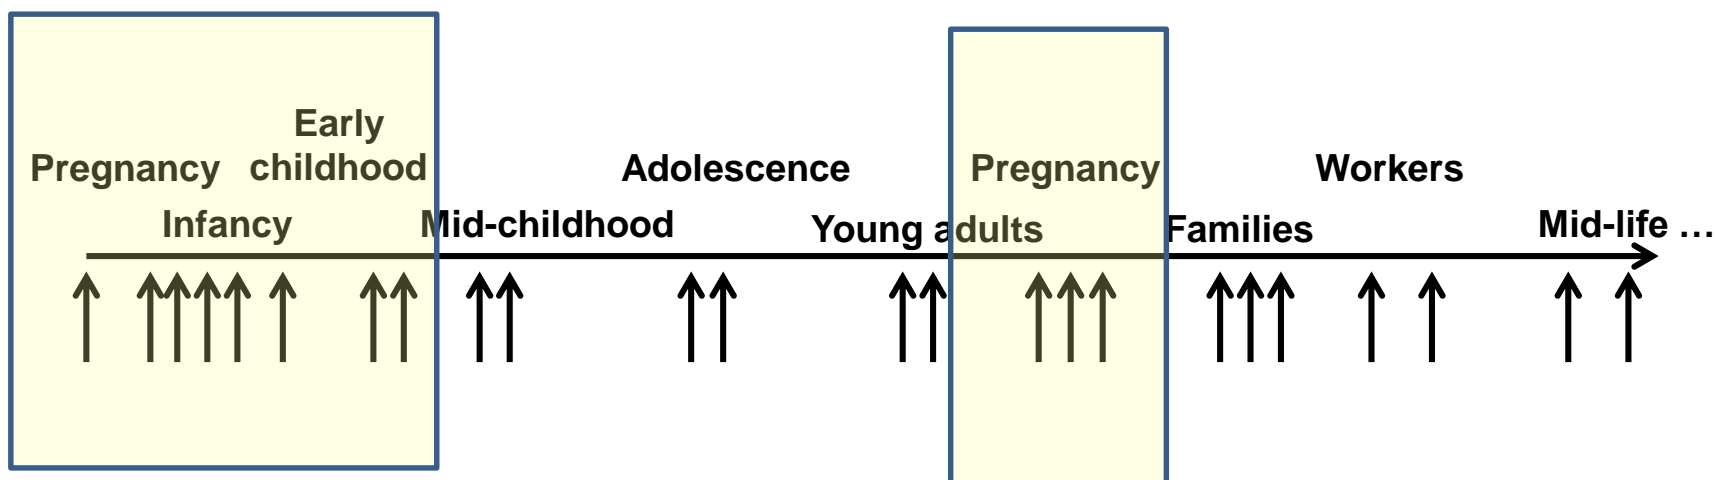 Early
childhood
Pregnancy
Infancy
Mid-childhood
Adolescence
Young adults
Pregnancy
Families
Workers
Mid-life ...